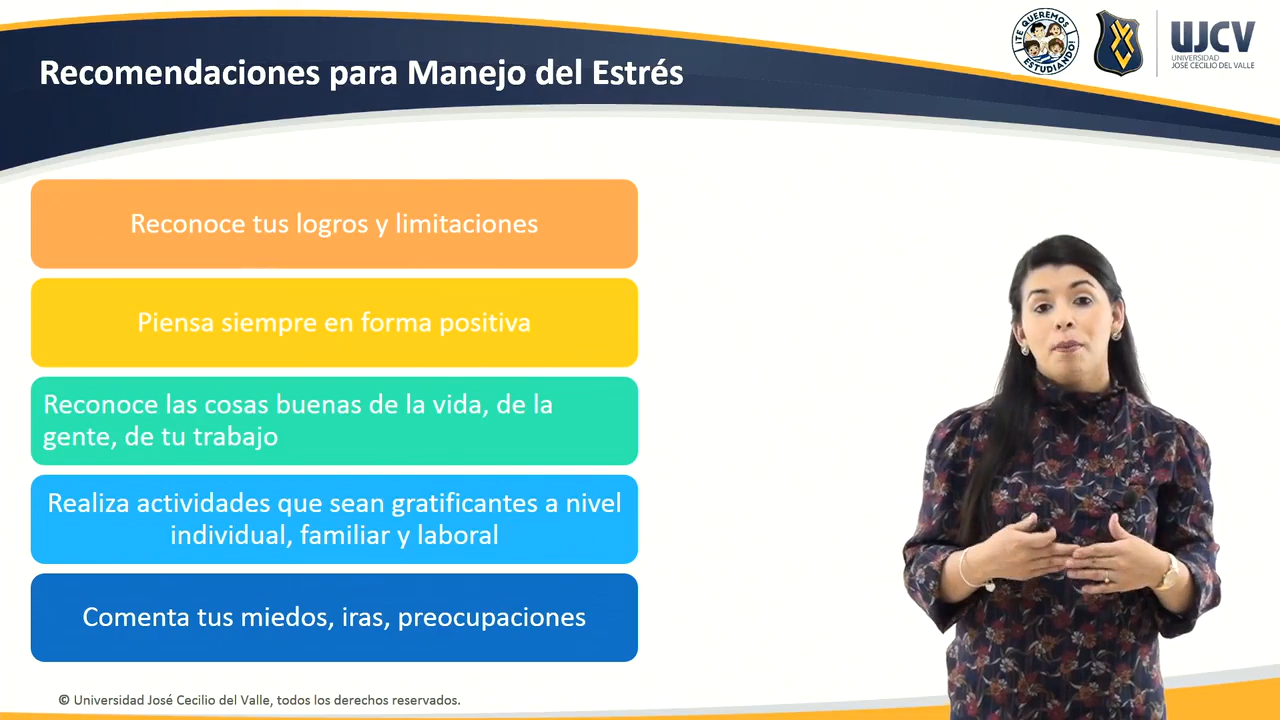 Recomendaciones para Manejo del Estrés
¡TE QUEREMOS
ESTUDIANDO!
UJCV
UNIVERSIDAD
JOSÉ CECILIO DEL VALLE
Reconoce tus logros y limitaciones
Piensa siempre en forma positiva
Reconoce las cosas buenas de la vida, de la
gente, de tu trabajo
Realiza actividades que sean gratificantes a nivel
individual, familiar y laboral
Comenta tus miedos, iras, preocupaciones
© Universidad José Cecilio del Valle, todos los derechos reservados.